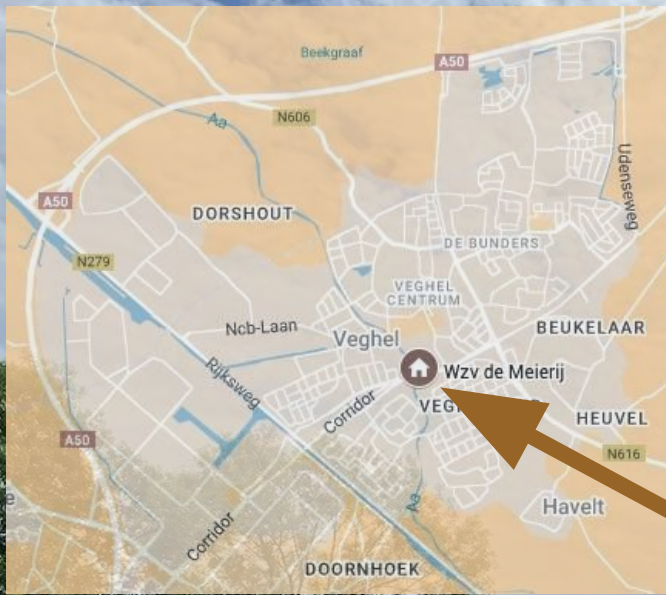 Beekgraaf
A50
Aa
N606
Udenseweg
A50
DORSHOUT
DE BUNDERS
N279
VEGHEL
CENTRUM
Ncb-Laan
Veghel
BEUKELAAR
Rijksweg
Wzv de Meierij
Corridor
HEUVEL
A50
N616
Aa
Havelt
Corridor
DOORNHOEK